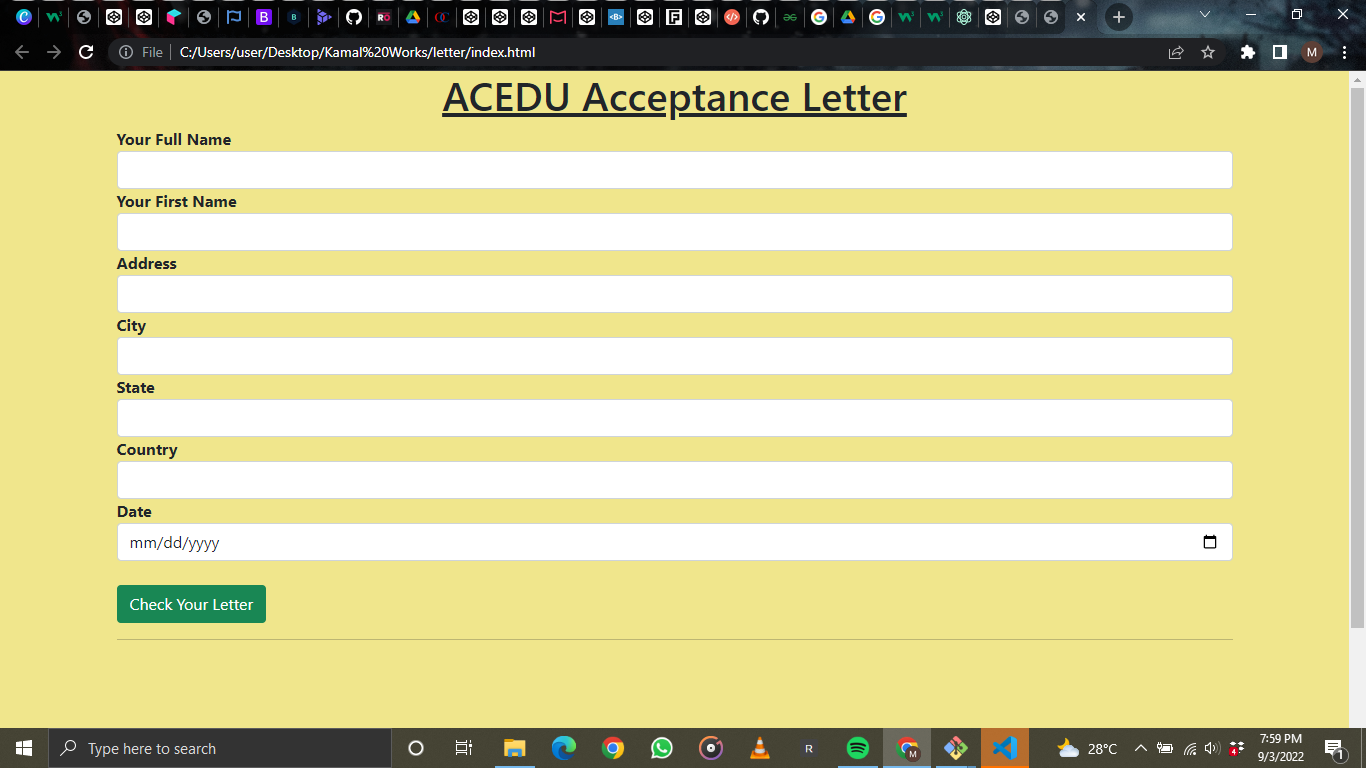 File C:/Users/user/Desktop/Kamal%20Works/letter/index.html
M
ACEDU Acceptance Letter
Your Full Name
Your First Name
Address
City
State
Country
Date
mm/dd/yyyy
Check Your Letter
Type here to search
R
M
28°C
4
7:59 PM
9/3/2022
1